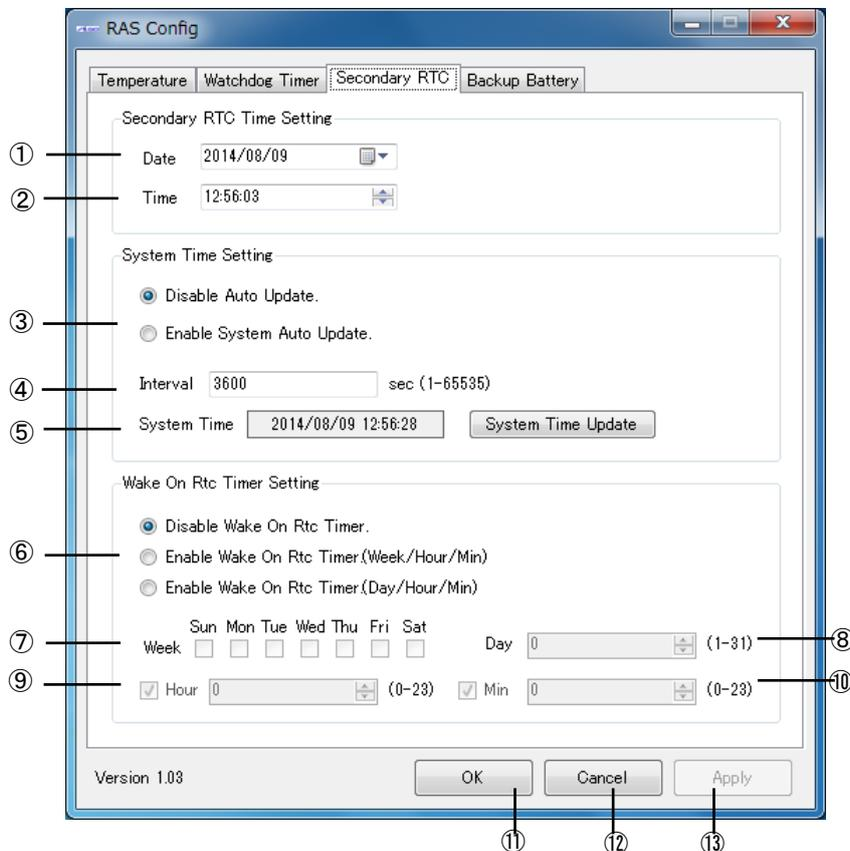 RAS Config
Temperature Watchdog Timer Secondary RTC Backup Battery
Secondary RTC Time Setting
① Date 2014/08/09
② Time 12:56:03
System Time Setting
Disable Auto Update.
③
Enable System Auto Update.
④ Interval 3600 sec (1-65535)
⑤ System Time 2014/08/09 12:56:28 System Time Update
Wake On Rtc Timer Setting
Disable Wake On Rtc Timer.
⑥ Enable Wake On Rtc Timer.(Week/Hour/Min)
Enable Wake On Rtc Timer.(Day/Hour/Min)
Sun Mon Tue Wed Thu Fri Sat
⑦ Week Day 0 (1-31) ⑧
⑨ Hour 0 (0-23) Min 0 (0-23) ⑩
Version 1.03 OK Cancel Apply
⑪ ⑫ ⑬